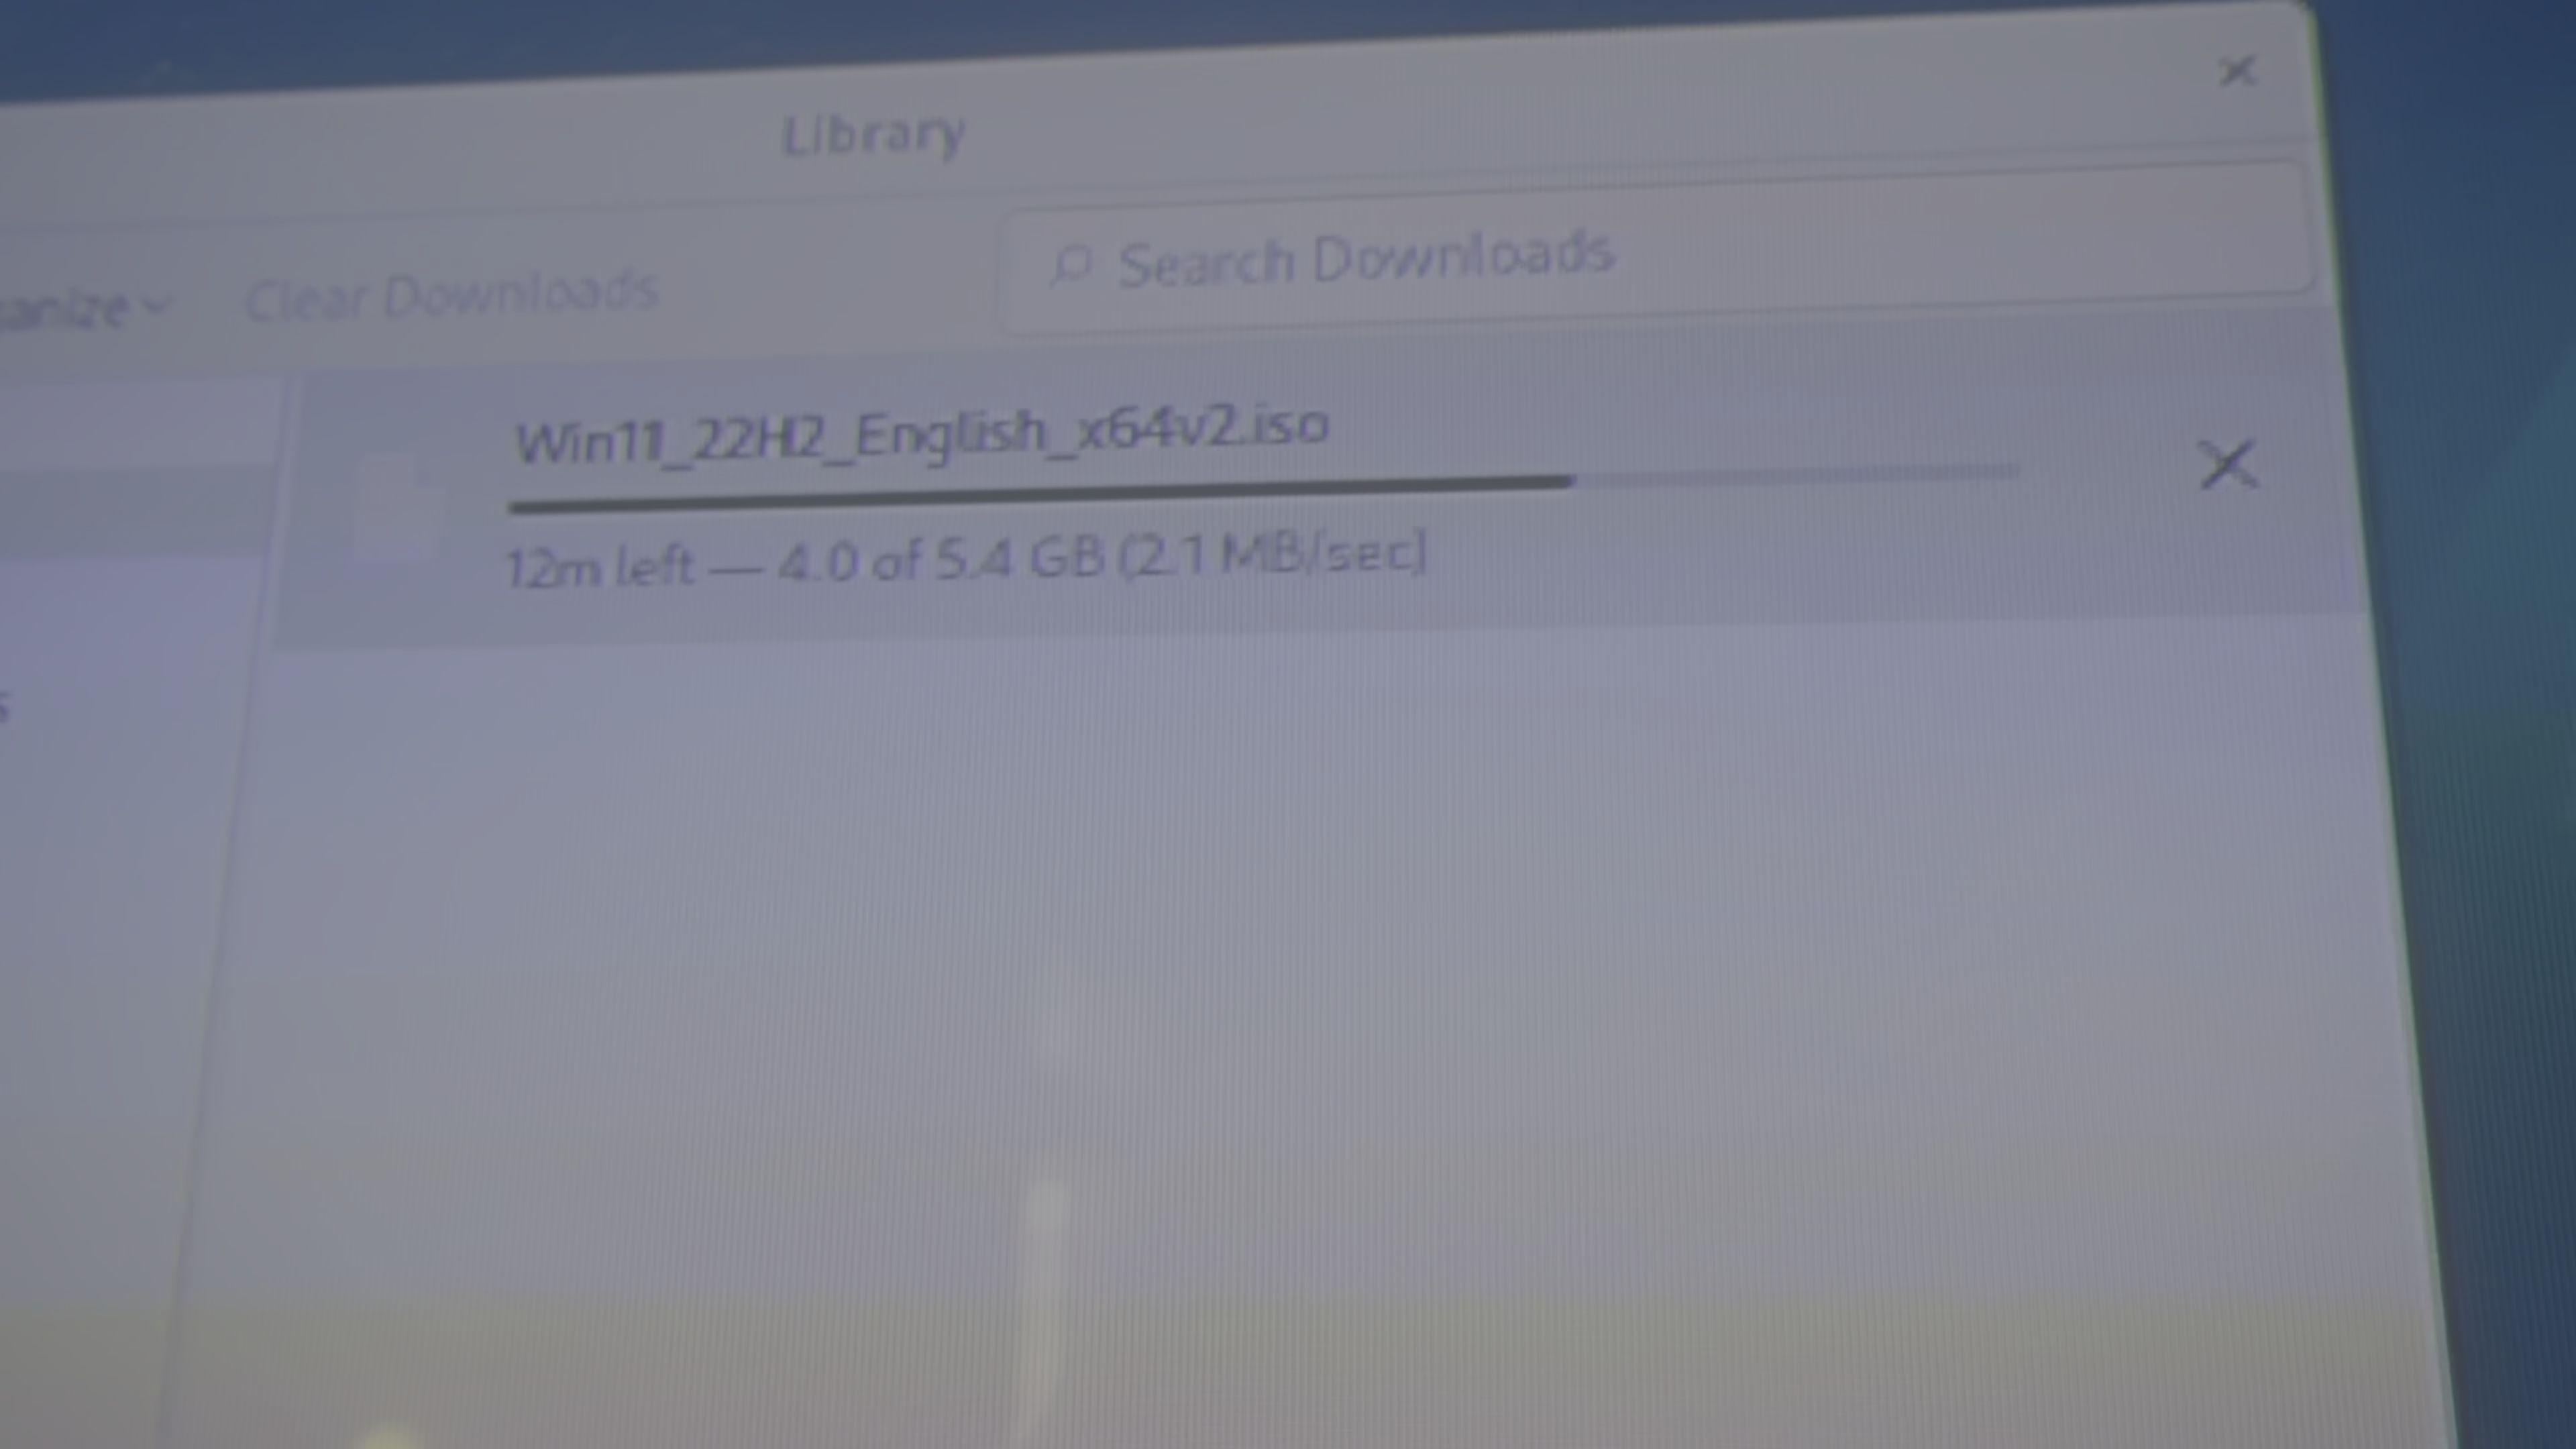 Library
Clear Downloads
Search Downloads
Win11_22H2_English_x64v2.iso
12m left — 4.0 of 5.4 GB (2.1 MB/sec)